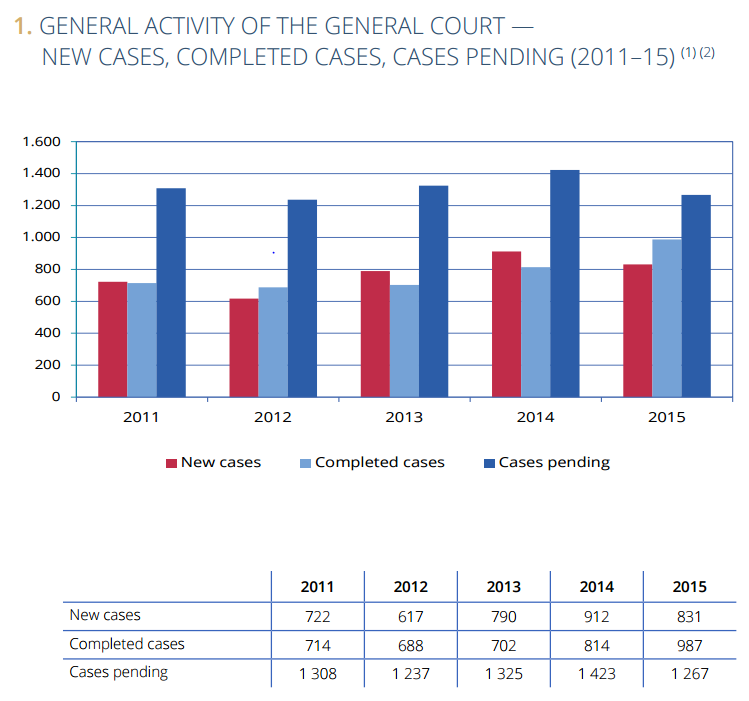 1. GENERAL ACTIVITY OF THE GENERAL COURT —
NEW CASES, COMPLETED CASES, CASES PENDING (2011–15) (1) (2)
1.600
1.400
1.200
1.000
800
600
400
200
0
2011 2012 2013 2014 2015
New cases Completed cases Cases pending
2011 2012 2013 2014 2015
New cases 722 617 790 912 831
Completed cases 714 688 702 814 987
Cases pending 1 308 1 237 1 325 1 423 1 267